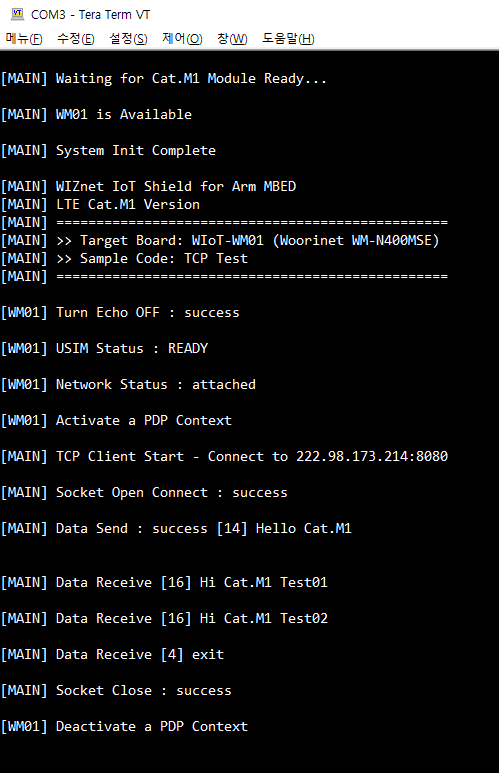 COM3 - Tera Term VT
메뉴(F) 수정(E) 설정(S) 제어(O) 창(W) 도움말(H)
[MAIN] Waiting for Cat.M1 Module Ready...
[MAIN] WM01 is Available
[MAIN] System Init Complete
[MAIN] WIZnet IoT Shield for Arm MBED
[MAIN] LTE Cat.M1 Version
[MAIN] =================================================
[MAIN] >> Target Board: WIoT-WM01 (Woorinet WM-N400MSE)
[MAIN] >> Sample Code: TCP Test
[MAIN] =================================================
[WM01] Turn Echo OFF : success
[WM01] USIM Status : READY
[WM01] Network Status : attached
[WM01] Activate a PDP Context
[MAIN] TCP Client Start - Connect to 222.98.173.214:8080
[MAIN] Socket Open Connect : success
[MAIN] Data Send : success [14] Hello Cat.M1
[MAIN] Data Receive [16] Hi Cat.M1 Test01
[MAIN] Data Receive [16] Hi Cat.M1 Test02
[MAIN] Data Receive [4] exit
[MAIN] Socket Close : success
[WM01] Deactivate a PDP Context